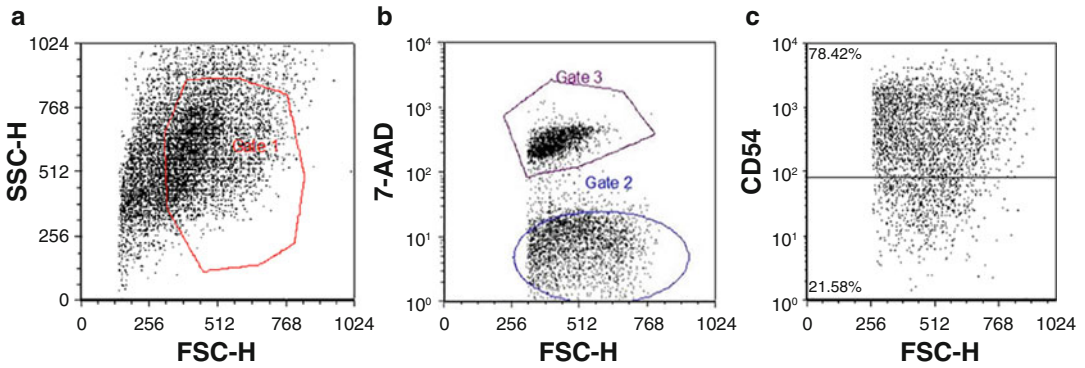 a
1024
768
512
256
0
SSC-H
Gate 1
0 256 512 768 1024
FSC-H
b
10⁴
10³
10²
10¹
10⁰
7-AAD
Gate 3
Gate 2
0 256 512 768 1024
FSC-H
c
10⁴
10³
10²
10¹
10⁰
CD54
78.42%
21.58%
0 256 512 768 1024
FSC-H